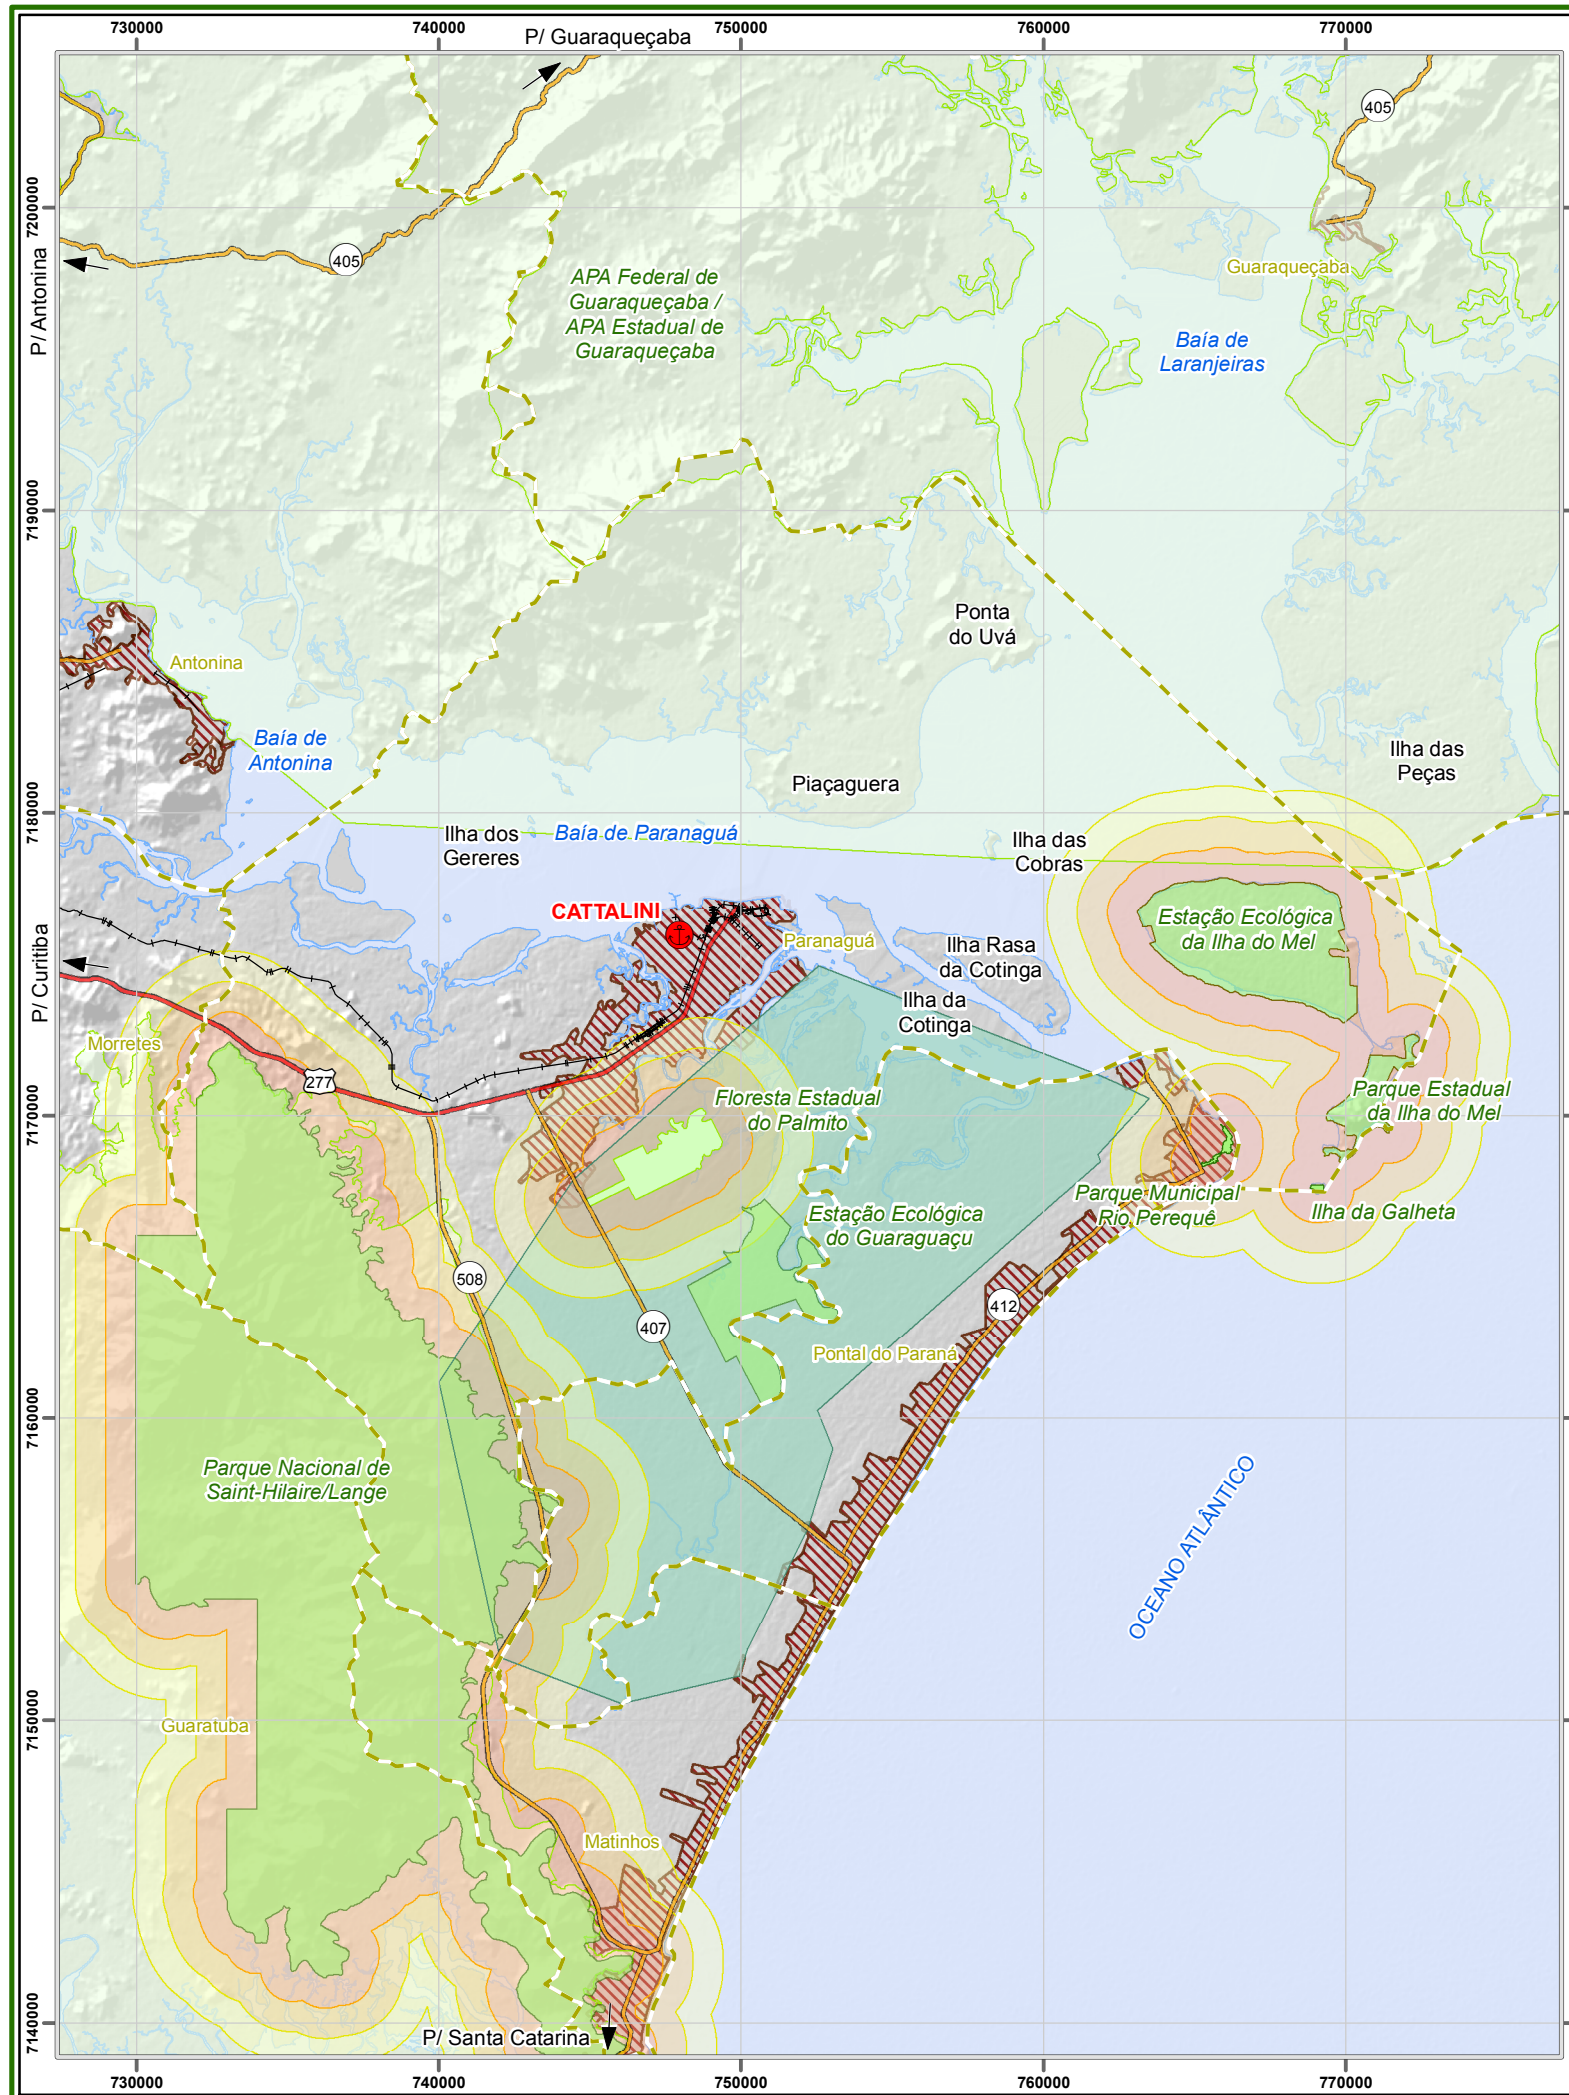 730000
740000
750000
760000
770000
P/ Guaraqueçaba
405
7200000
P/ Antonina
405
Guaraqueçaba
APA Federal de
Guaraqueçaba /
APA Estadual de
Guaraqueçaba
Baía de
Laranjeiras
7190000
Ponta
do Uvá
Antonina
Baía de
Antonina
Ilha das
Peças
Piaçaguera
7180000
Ilha dos
Gereres
Baía de Paranaguá
Ilha das
Cobras
CATTALINI
Paranaguá
Estação Ecológica
da Ilha do Mel
Ilha Rasa
da Cotinga
P/ Curitiba
Ilha da
Cotinga
Morretes
277
7170000
Floresta Estadual
do Palmito
Parque Estadual
da Ilha do Mel
Parque Municipal
Rio Perequê
Ilha da Galheta
Estação Ecológica
do Guaraguaçu
508
412
407
Pontal do Paraná
7160000
Parque Nacional de
Saint-Hilaire/Lange
OCEANO ATLÂNTICO
7150000
Guaratuba
Matinhos
7140000
P/ Santa Catarina
730000
740000
750000
760000
770000